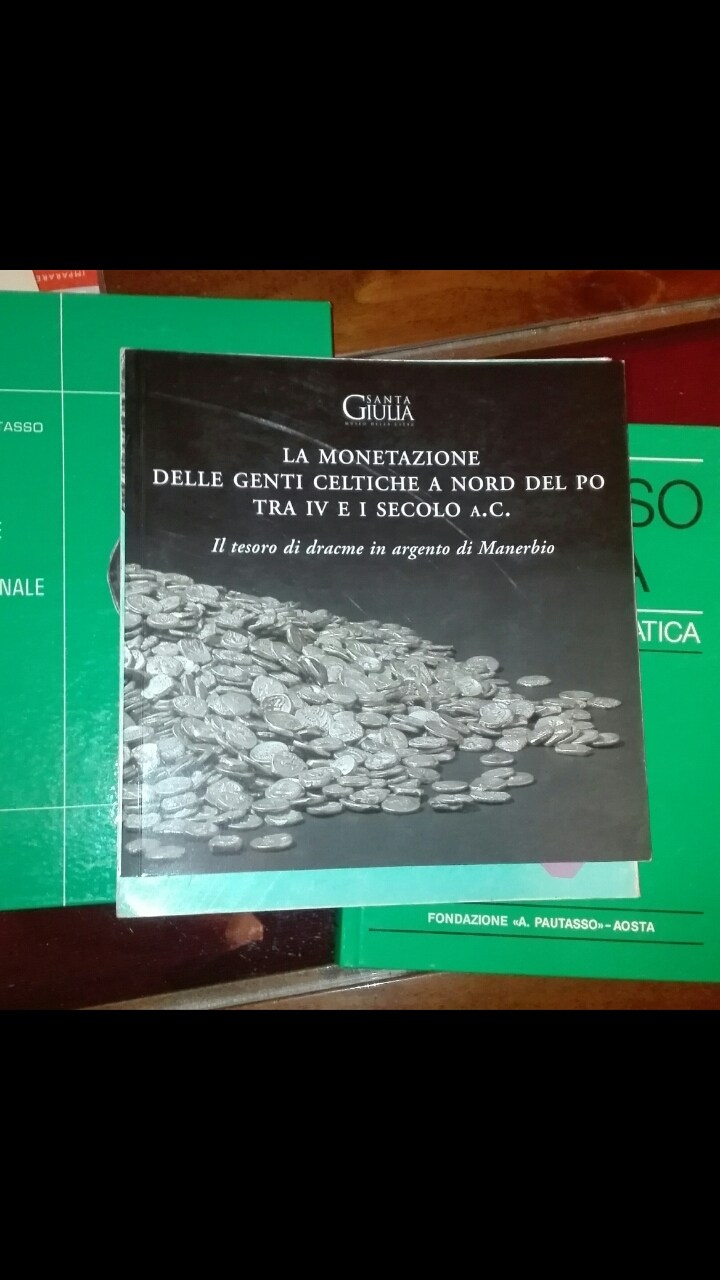 IMPARARE
TASSO
NALE
SANTA
GIULIA
MUSEO DELLA CITTÀ
LA MONETAZIONE
DELLE GENTI CELTICHE A NORD DEL PO
TRA IV E I SECOLO A.C.
Il tesoro di dracme in argento di Manerbio
SO
A
ATICA
FONDAZIONE «A. PAUTASSO» – AOSTA